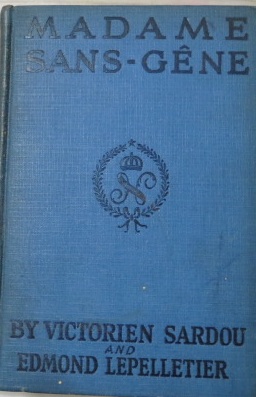 MADAME
SANS-GÊNE
N
BY VICTORIEN SARDOU
AND
EDMOND LEPELLETIER